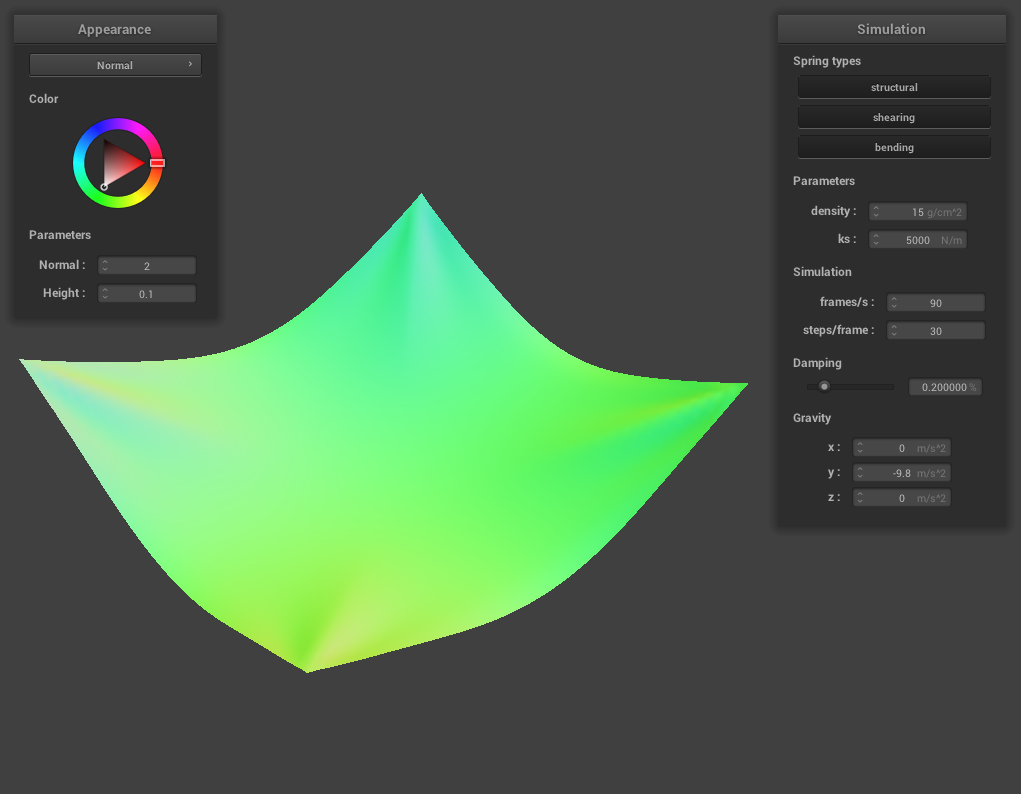 Appearance
Normal ›
Color
Parameters
Normal : 2
Height : 0.1
Simulation
Spring types
structural
shearing
bending
Parameters
density : 15 g/cm^2
ks : 5000 N/m
Simulation
frames/s : 90
steps/frame : 30
Damping
0.200000 %
Gravity
x : 0 m/s^2
y : -9.8 m/s^2
z : 0 m/s^2